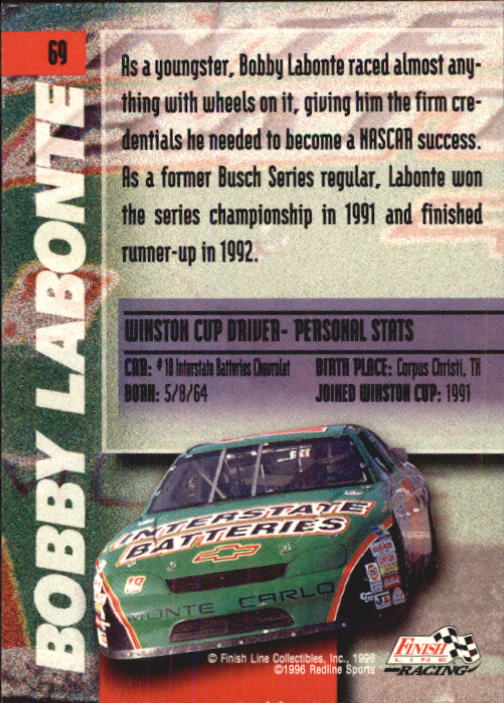 69
BOBBY LABONTE
As a youngster, Bobby Labonte raced almost any-
thing with wheels on it, giving him the firm cre-
dentials he needed to become a NASCAR success.
As a former Busch Series regular, Labonte won
the series championship in 1991 and finished
runner-up in 1992.
WINSTON CUP DRIVER- PERSONAL STATS
CAR: #18 Interstate Batteries Chevrolet
BIRTH PLACE: Corpus Christi, TX
BORN: 5/8/64
JOINED WINSTON CUP: 1991
INTERSTATE
BATTERIES
MONTE CARLO
FINISH
LINE
RACING
© Finish Line Collectibles, Inc., 1996
©1996 Redline Sports